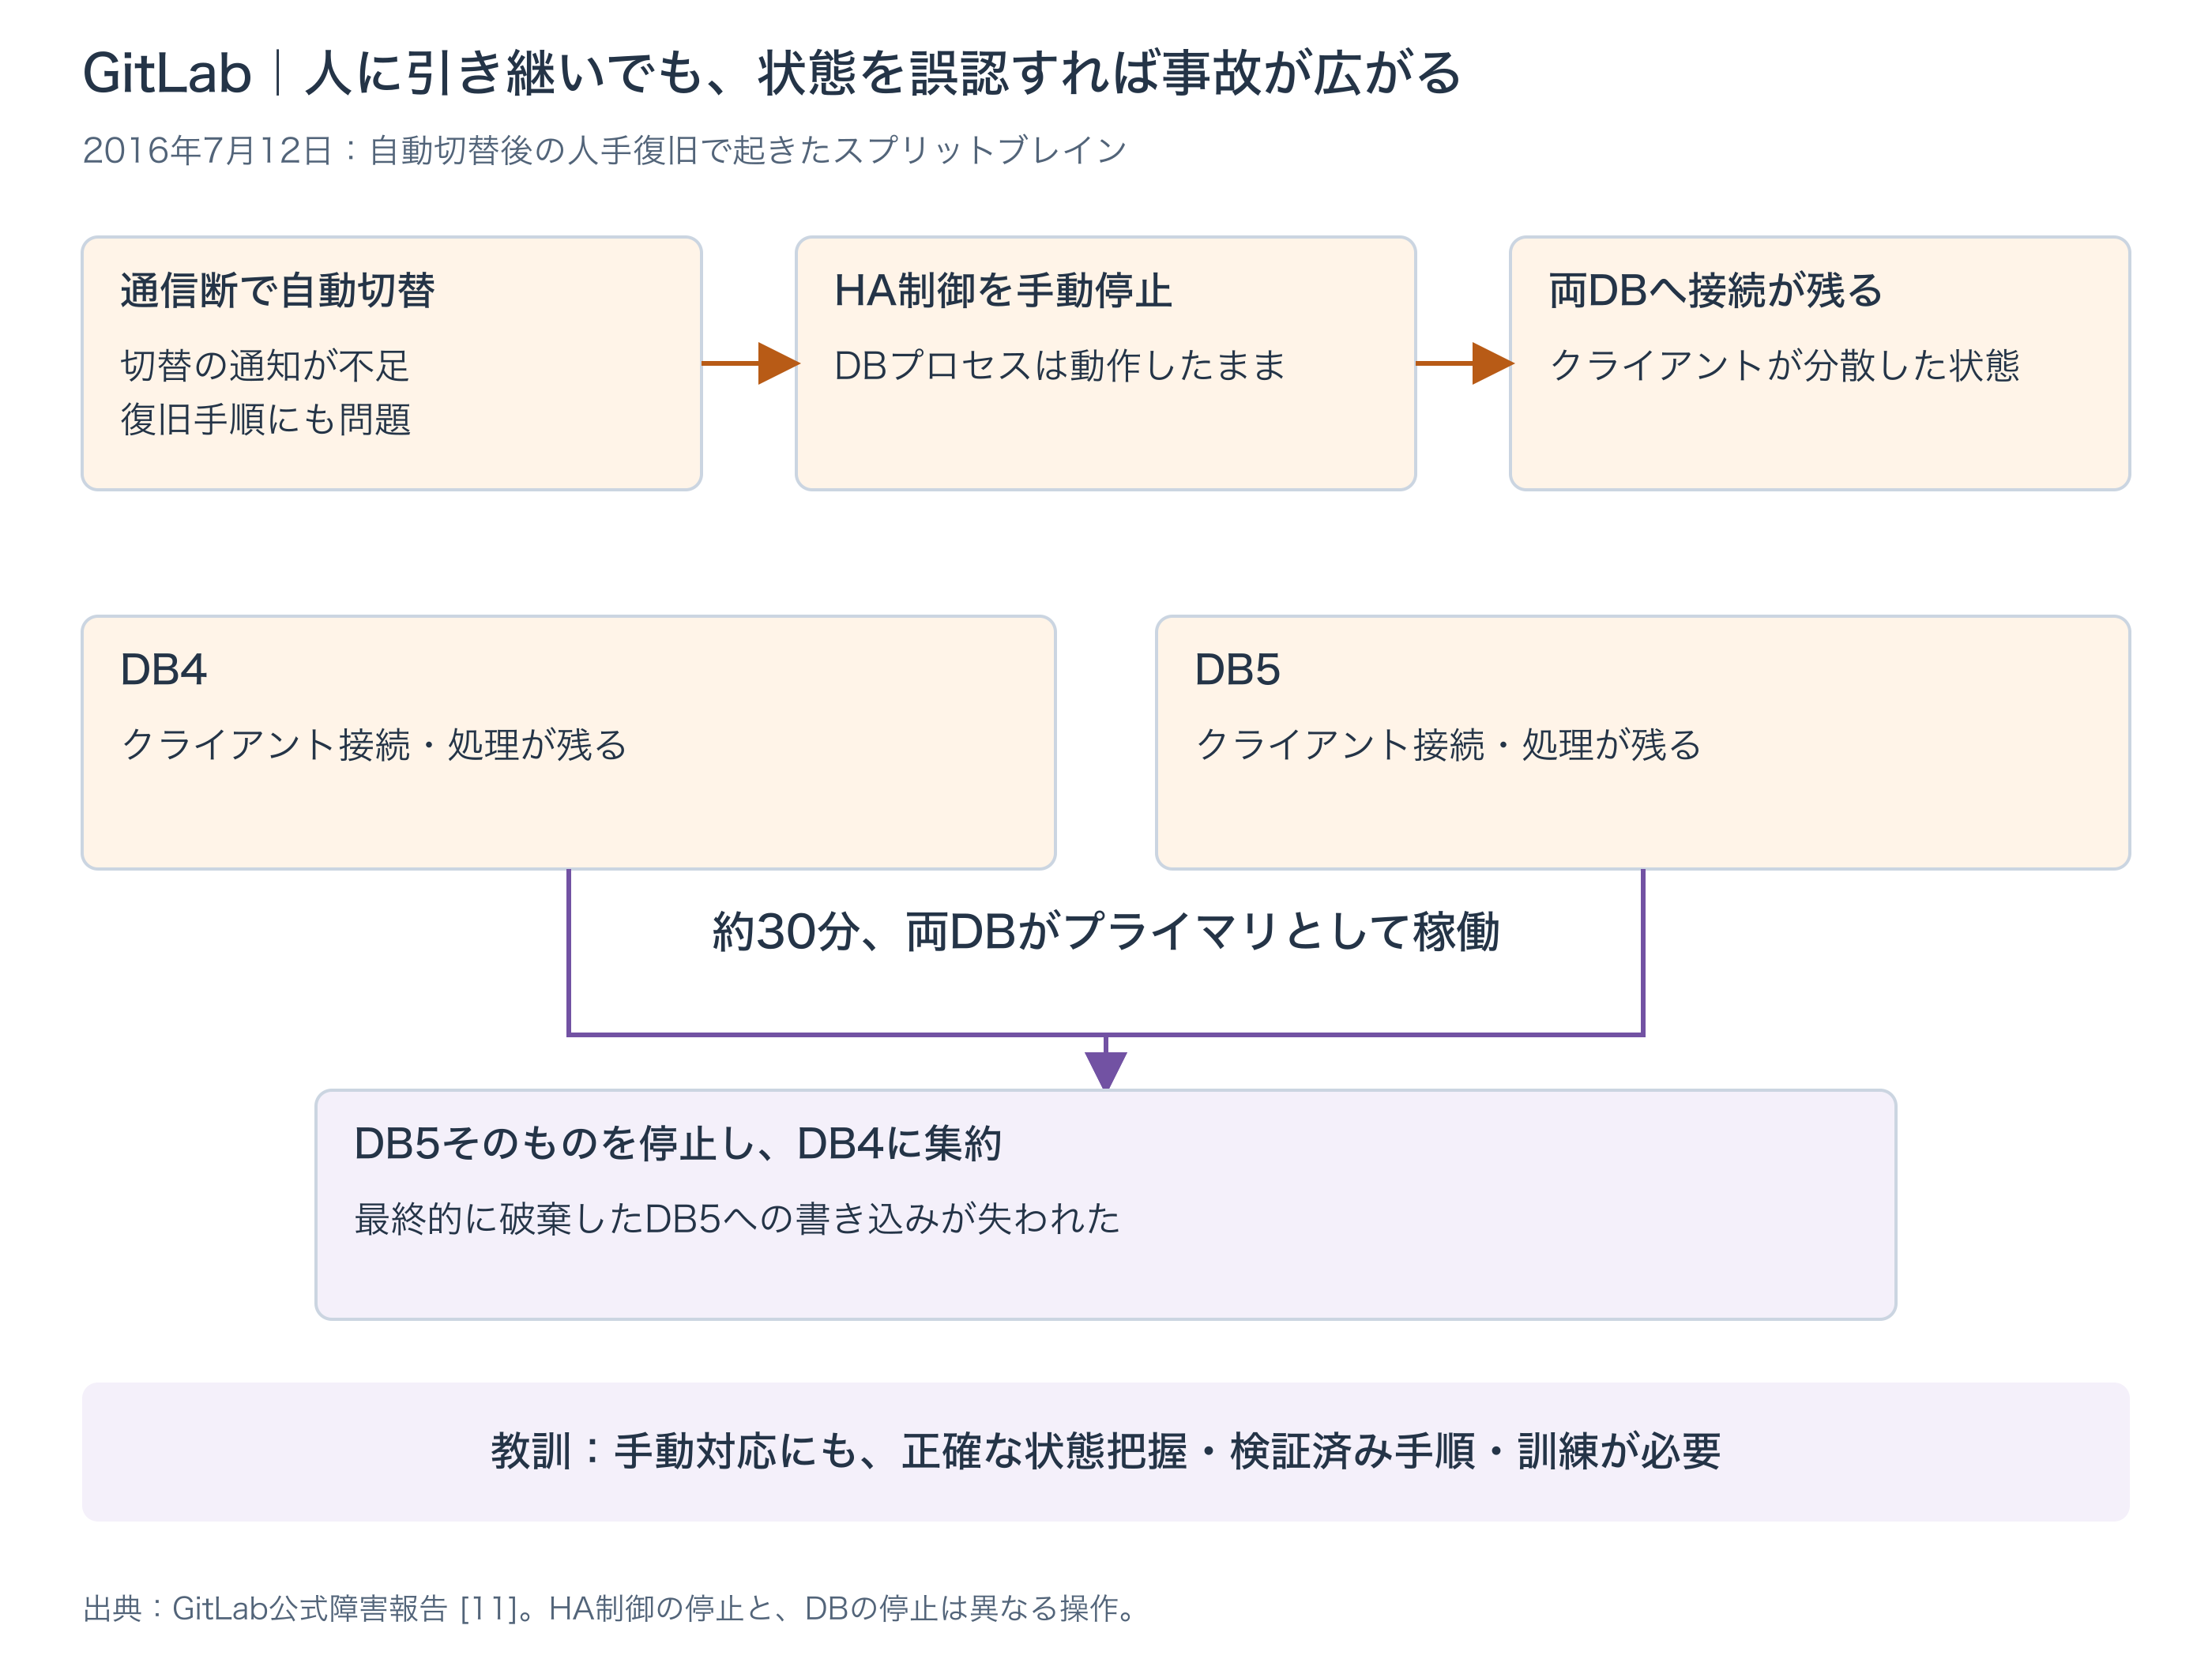 GitLab｜人に引き継いでも、状態を誤認すれば事故が広がる
2016年7月12日：自動切替後の人手復旧で起きたスプリットブレイン
通信断で自動切替
切替の通知が不足
復旧手順にも問題
HA制御を手動停止
DBプロセスは動作したまま
両DBへ接続が残る
クライアントが分散した状態
DB4
クライアント接続・処理が残る
DB5
クライアント接続・処理が残る
約30分、両DBがプライマリとして稼働
DB5そのものを停止し、DB4に集約
最終的に破棄したDB5への書き込みが失われた
教訓：手動対応にも、正確な状態把握・検証済み手順・訓練が必要
出典：GitLab公式障害報告 [11]。HA制御の停止と、DBの停止は異なる操作。